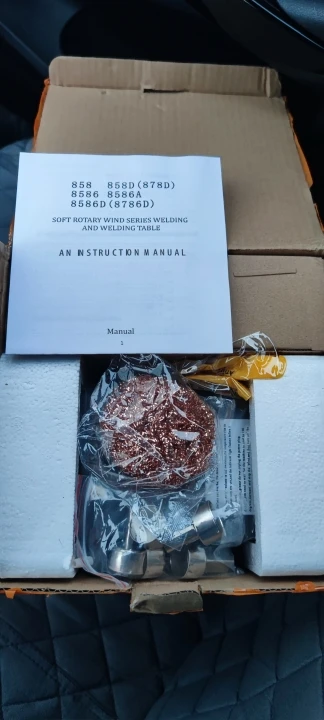 858 858D(878D)
8586 8586A
8586D(8786D)
SOFT ROTARY WIND SERIES WELDING
AND WELDING TABLE
AN INSTRUCTION MANUAL
Manual
1